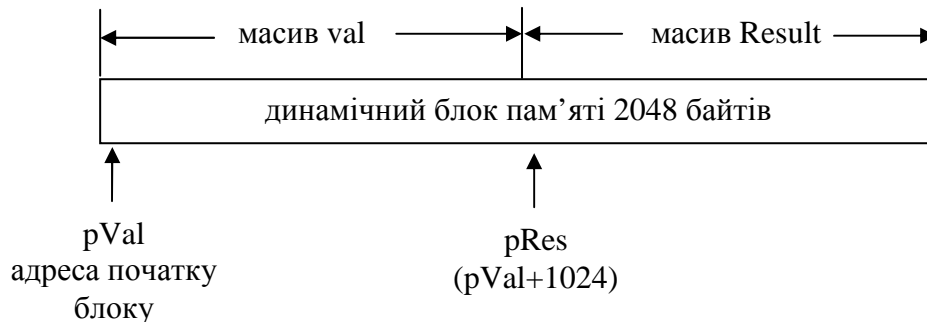 масив val
масив Result
динамічний блок пам’яті 2048 байтів
pVal
адреса початку
блоку
pRes
(pVal+1024)